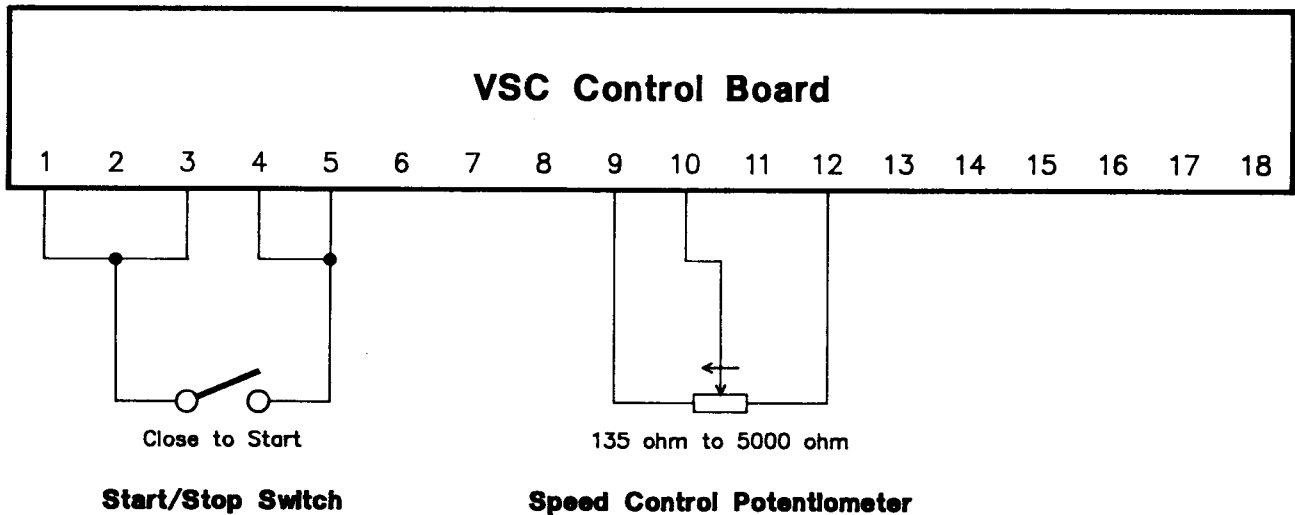 VSC Control Board
1 2 3 4 5 6 7 8 9 10 11 12 13 14 15 16 17 18
Close to Start
135 ohm to 5000 ohm
Start/Stop Switch
Speed Control Potentiometer